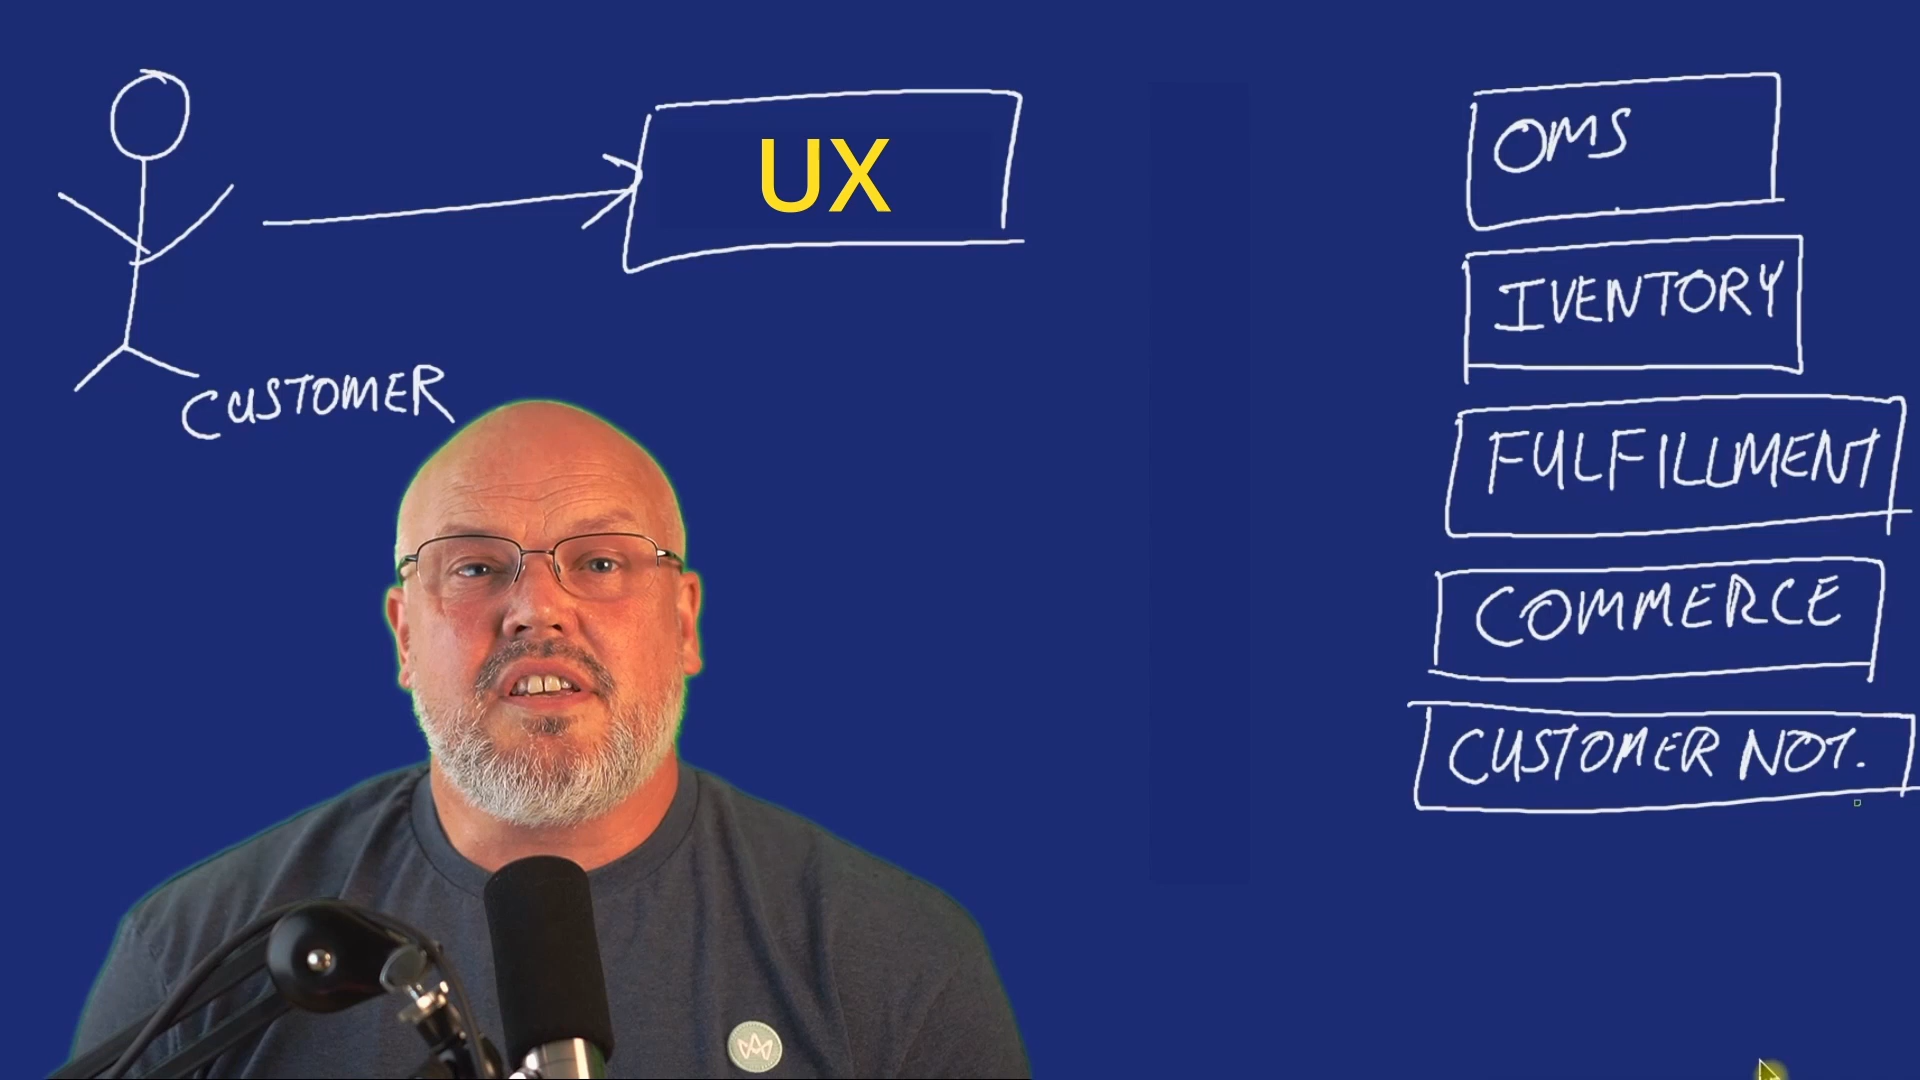 UX
CUSTOMER
OMS
IVENTORY
FULFILLMENT
COMMERCE
CUSTOMER NOT.